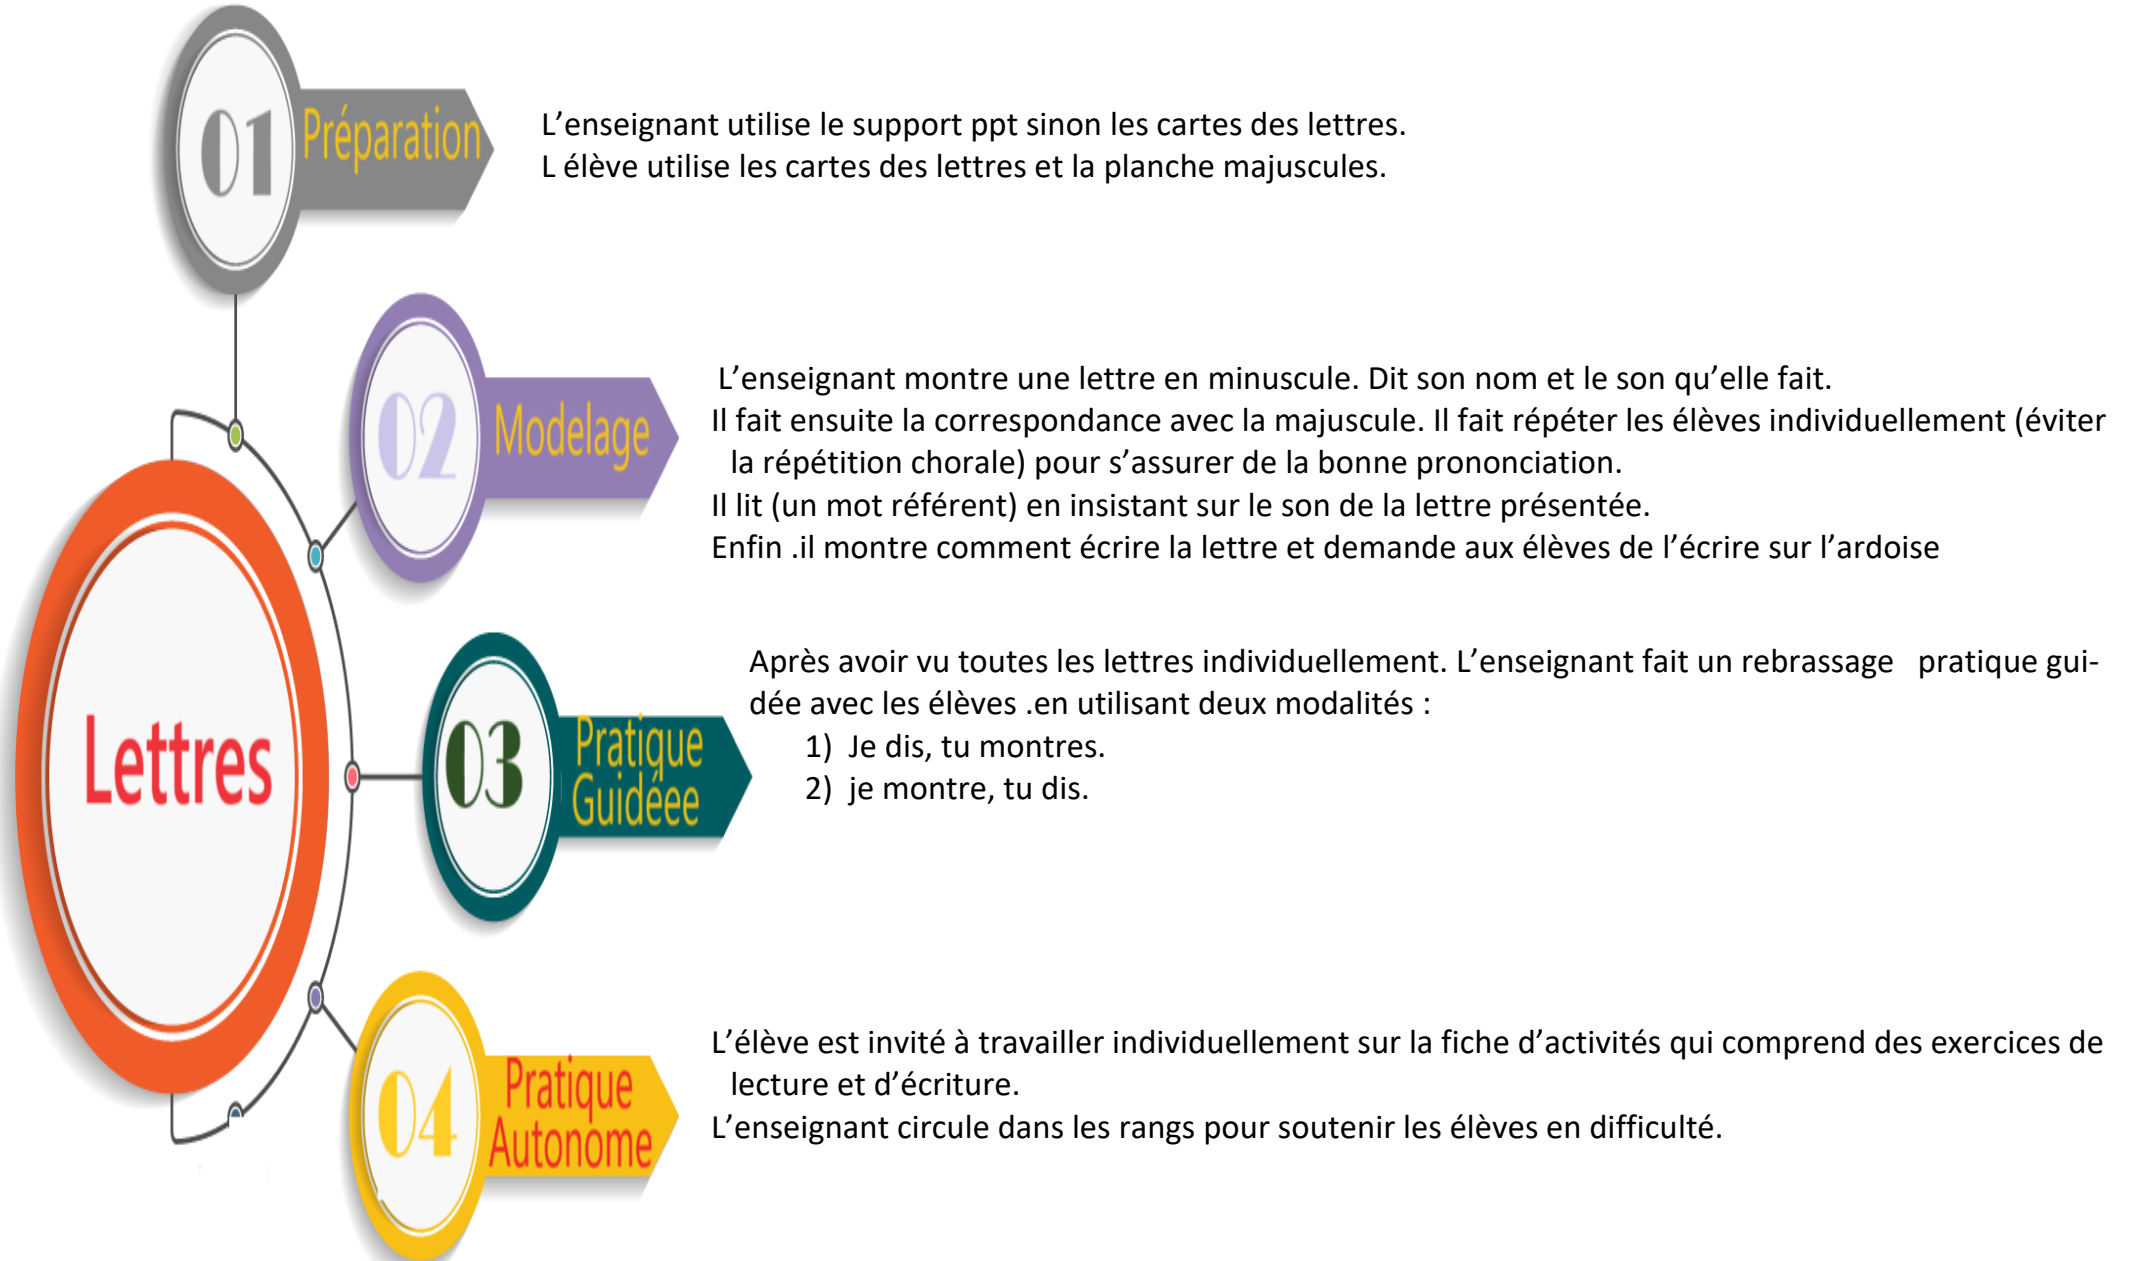 01
Préparation
L’enseignant utilise le support ppt sinon les cartes des lettres.
L élève utilise les cartes des lettres et la planche majuscules.
02
Modelage
L’enseignant montre une lettre en minuscule. Dit son nom et le son qu’elle fait.
Il fait ensuite la correspondance avec la majuscule. Il fait répéter les élèves individuellement (éviter
la répétition chorale) pour s’assurer de la bonne prononciation.
Il lit (un mot référent) en insistant sur le son de la lettre présentée.
Enfin .il montre comment écrire la lettre et demande aux élèves de l’écrire sur l’ardoise
Lettres
03
Pratique
Guidéee
Après avoir vu toutes les lettres individuellement. L’enseignant fait un rebrassage   pratique gui-
dée avec les élèves .en utilisant deux modalités :
1) Je dis, tu montres.
2) je montre, tu dis.
04
Pratique
Autonome
L’élève est invité à travailler individuellement sur la fiche d’activités qui comprend des exercices de
lecture et d’écriture.
L’enseignant circule dans les rangs pour soutenir les élèves en difficulté.